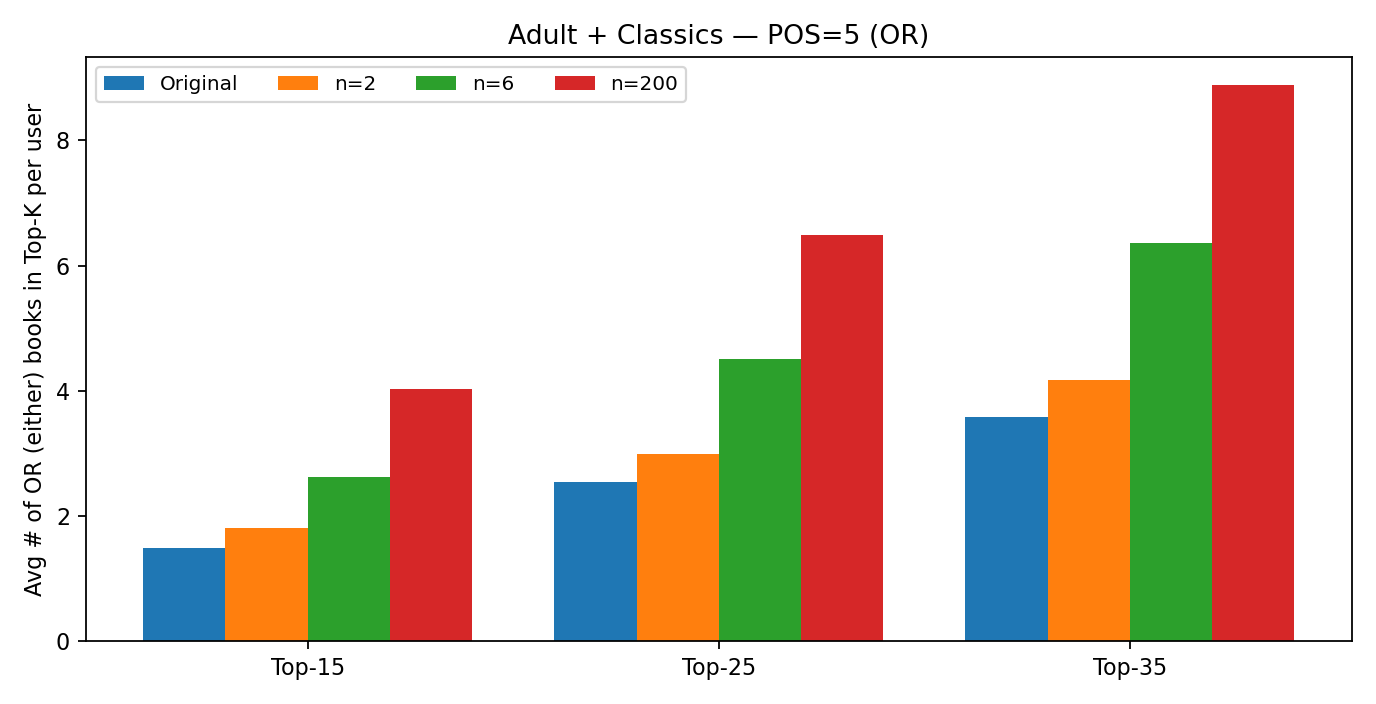 Adult + Classics — POS=5 (OR)
Original n=2 n=6 n=200
Avg # of OR (either) books in Top-K per user
8
6
4
2
0
Top-15 Top-25 Top-35